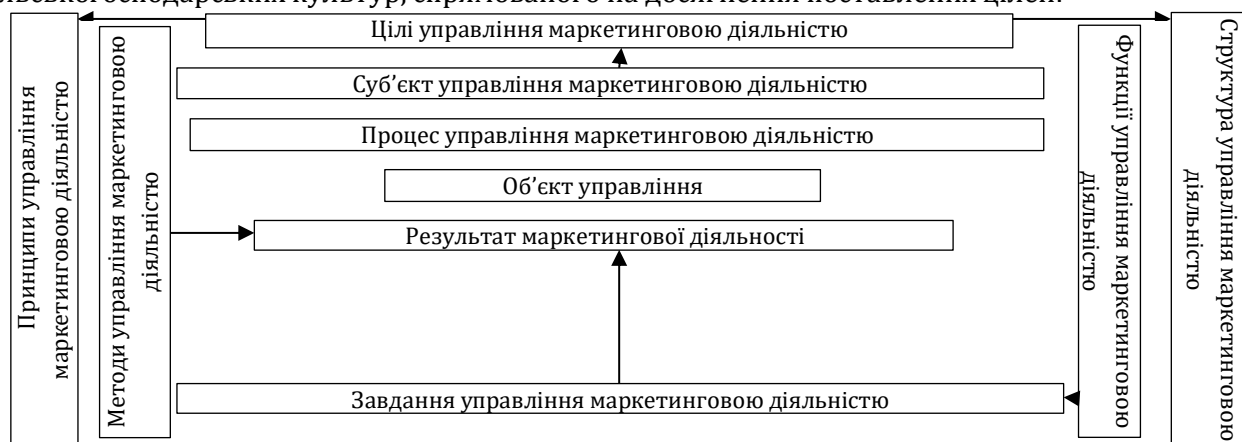 Цілі управління маркетинговою діяльністю
Суб’єкт управління маркетинговою діяльністю
Процес управління маркетинговою діяльністю
Об’єкт управління
Результат маркетингової діяльності
Завдання управління маркетинговою діяльністю
Принципи управління
маркетинговою діяльністю
Методи управління маркетинговою
діяльністю
Функції управління маркетинговою
діяльністю
Структура управління маркетинговою
діяльністю